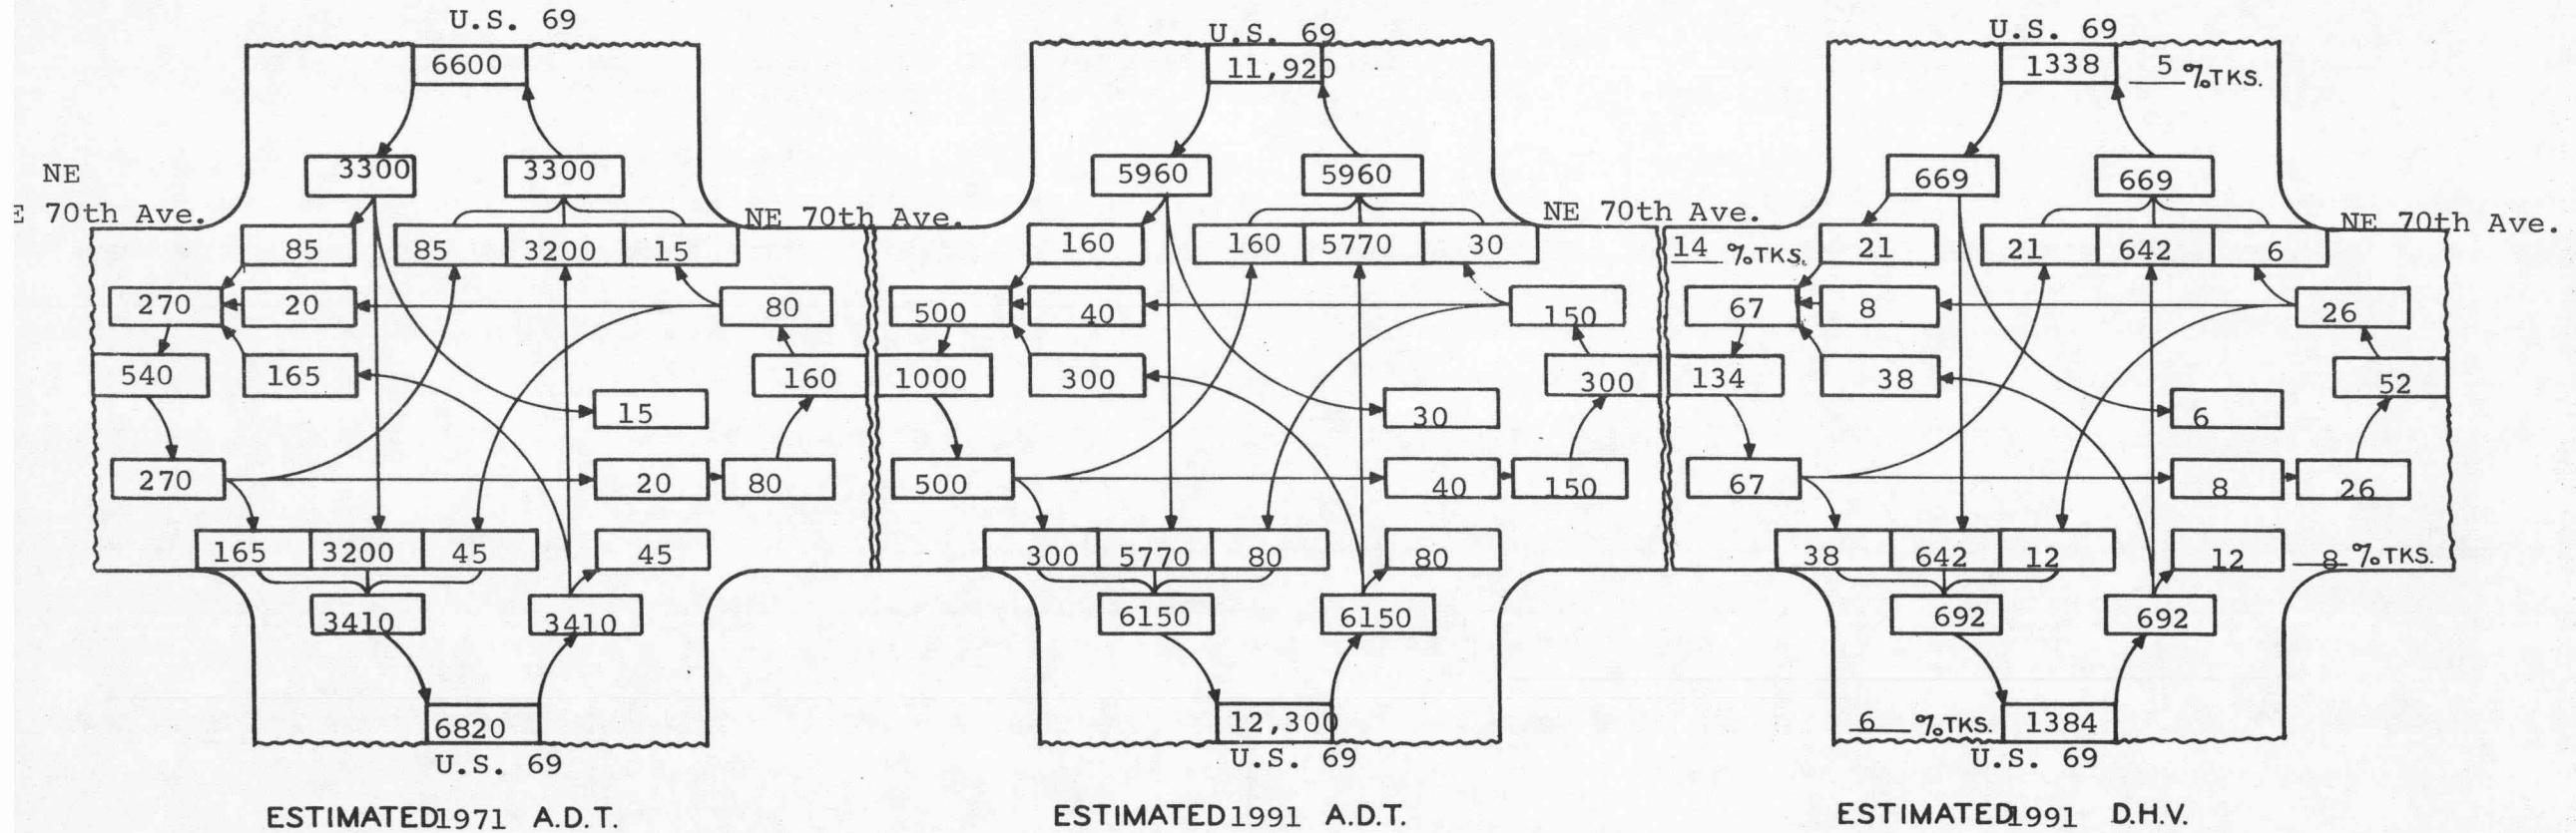 U.S. 69
6600
3300 3300
NE
E 70th Ave.
NE 70th Ave.
85 85 3200 15
270 20 80
540 165 160
15
270 20 80
165 3200 45 45
3410 3410
6820
U.S. 69
ESTIMATED 1971 A.D.T.
U.S. 69
11,920
5960 5960
NE 70th Ave.
160 160 5770 30
500 40 150
1000 300 300
30
500 40 150
300 5770 80 80
6150 6150
12,300
U.S. 69
ESTIMATED 1991 A.D.T.
U.S. 69
1338 5 %TKS.
669 669
NE 70th Ave.
14 %TKS. 21 21 642 6
67 8 26
134 38 52
6
67 8 26
38 642 12 12 8 %TKS.
692 692
6 %TKS. 1384
U.S. 69
ESTIMATED 1991 D.H.V.